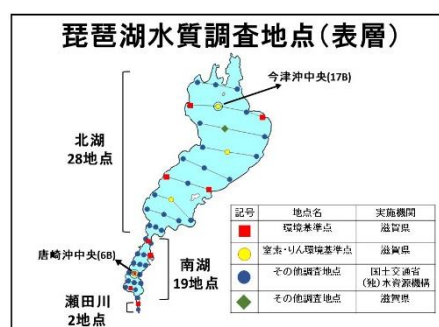 琵琶湖水質調査地点(表層)
今津沖中央(17B)
北湖
28地点
唐崎沖中央(6B)
南湖
19地点
瀬田川
2地点
記号 地点名 実施機関
環境基準点 滋賀県
窒素・りん環境基準点 滋賀県
その他調査地点 国土交通省
(独)水資源機構
その他調査地点 滋賀県